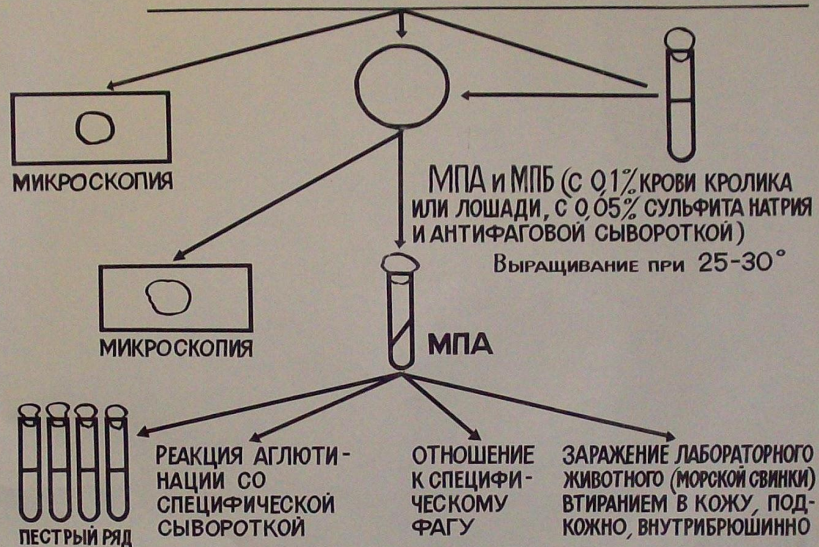 МИКРОСКОПИЯ
МПА и МПБ (С 0,1% КРОВИ КРОЛИКА
ИЛИ ЛОШАДИ, С 0,05% СУЛЬФИТА НАТРИЯ
И АНТИФАГОВОЙ СЫВОРОТКОЙ)
ВЫРАЩИВАНИЕ ПРИ 25-30°
МИКРОСКОПИЯ
МПА
ПЕСТРЫЙ РЯД
РЕАКЦИЯ АГЛЮТИ-
НАЦИИ СО
СПЕЦИФИЧЕСКОЙ
СЫВОРОТКОЙ
ОТНОШЕНИЕ
К СПЕЦИФИ-
ЧЕСКОМУ
ФАГУ
ЗАРАЖЕНИЕ ЛАБОРАТОРНОГО
ЖИВОТНОГО (МОРСКОЙ СВИНКИ)
ВТИРАНИЕМ В КОЖУ, ПОД-
КОЖНО, ВНУТРИБРЮШИННО